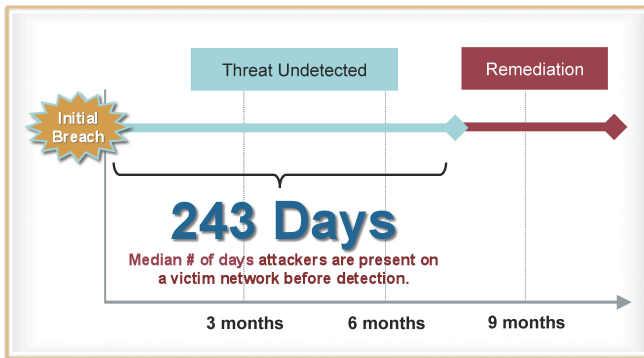 Threat Undetected
Remediation
Initial
Breach
243 Days
Median # of days attackers are present on
a victim network before detection.
3 months
6 months
9 months